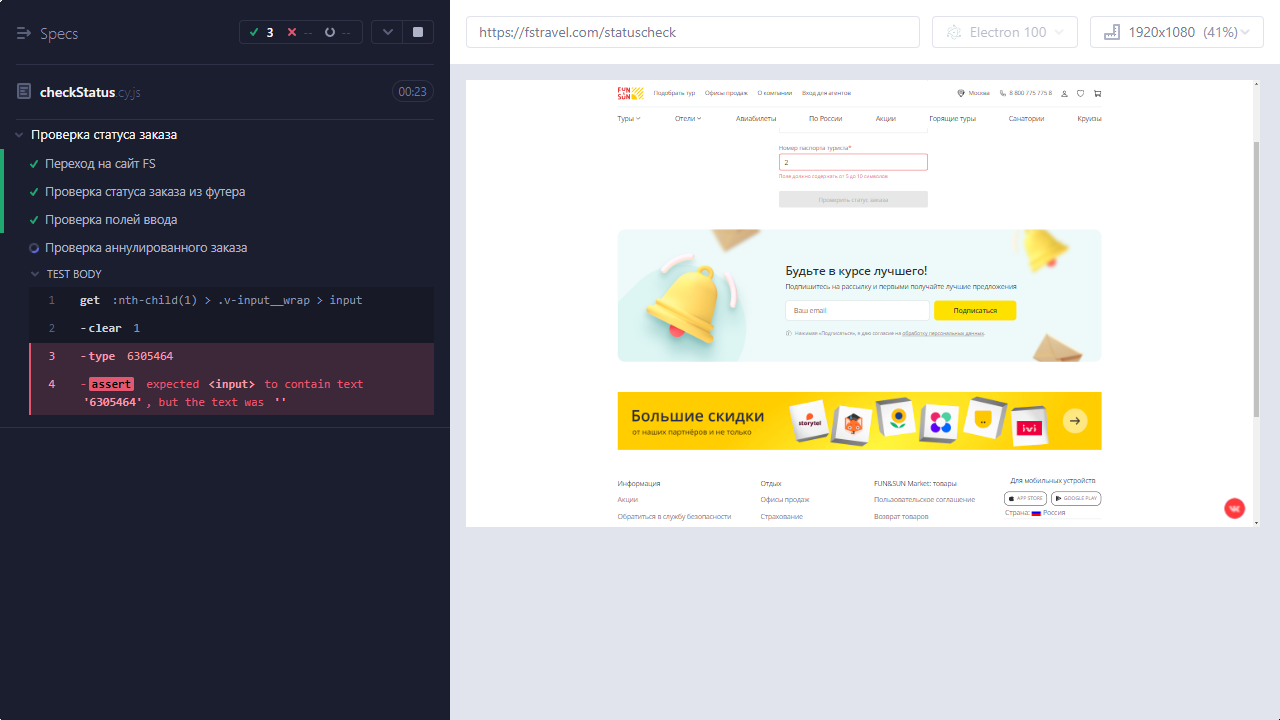 Specs
3
--
--
https://fstravel.com/statuscheck
Electron 100
1920x1080 (41%)
checkStatus.cy.js
00:23
Проверка статуса заказа
Переход на сайт FS
Проход из футера
Проверка полей ввода
Проверка аннулированного заказа
TEST BODY
1 get :nth-child(1) > .v-input__wrap > input
2 -clear 1
3 -type 6305464
4 -assert expected <input> to contain text
'6305464', but the text was ''
FUN&SUN
Подобрать тур
Офисы продаж
О компании
Вход для агентов
Москва
8 800 775 775 8
Туры
Отели
Авиабилеты
По России
Акции
Горящие туры
Санатории
Круизы
Номер паспорта туриста*
2
Поле должно содержать от 5 до 10 символов
Проверить статус заказа
Будьте в курсе лучшего!
Подпишитесь на рассылку и первыми получайте лучшие предложения
Ваш email
Подписаться
Нажимая «Подписаться», я даю согласие на обработку персональных данных.
Большие скидки
от наших партнёров и не только
storytel
ivi
Информация
Отдых
FUN&SUN Market: товары
Для мобильных устройств
Акции
Офисы продаж
Пользовательское соглашение
APP STORE
GOOGLE PLAY
Обратиться в службу безопасности
Страхование
Возврат товаров
Страна: Россия